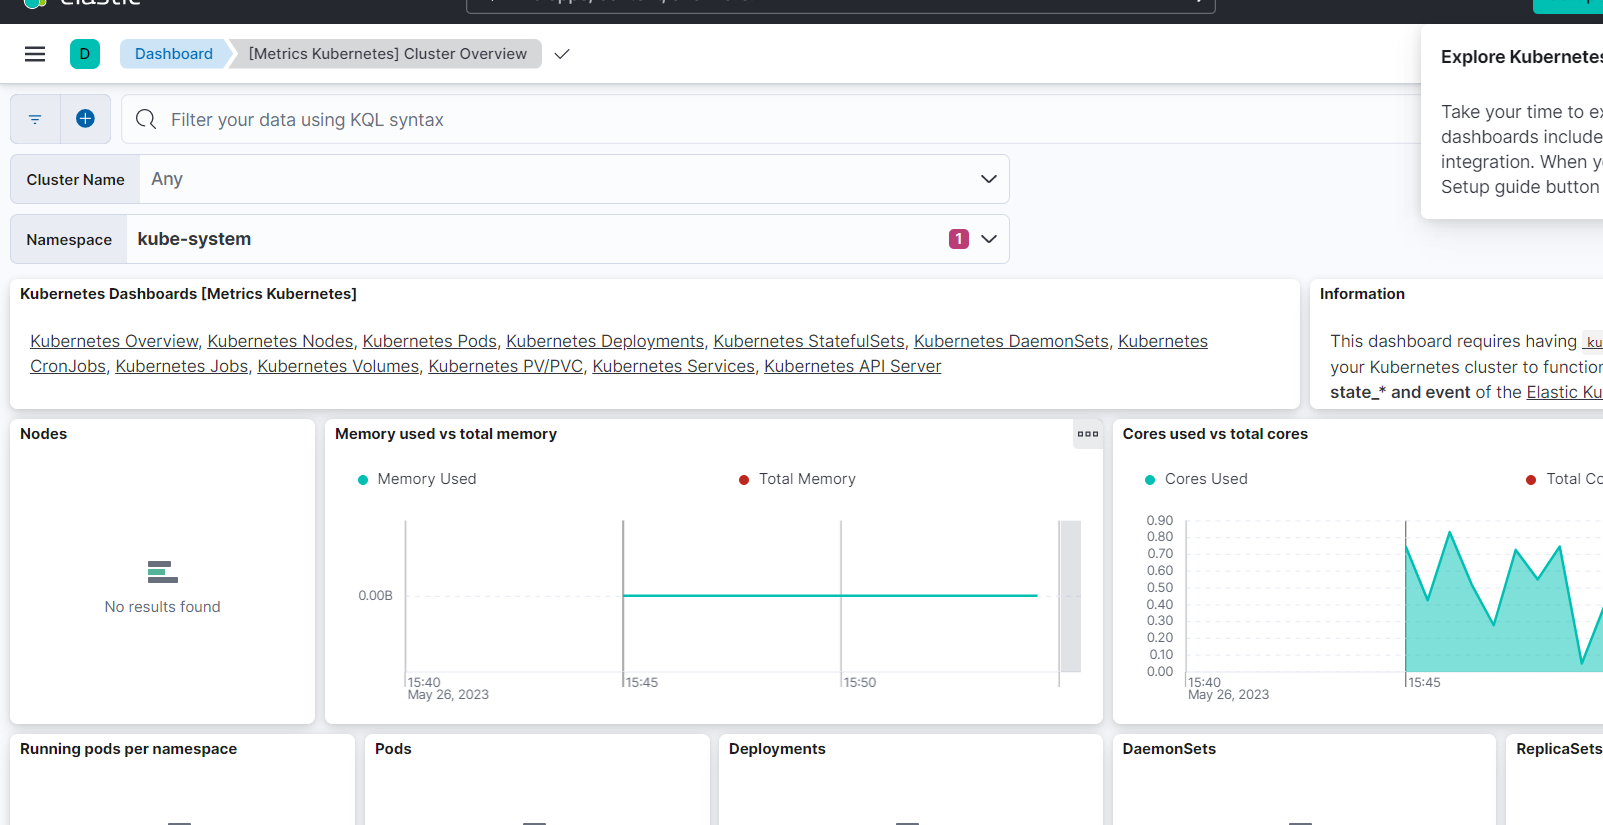 elastic
D
Dashboard
[Metrics Kubernetes] Cluster Overview
Explore Kubernetes
Take your time to ex
dashboards include
integration. When y
Setup guide button
Filter your data using KQL syntax
Cluster Name
Any
Namespace
kube-system
1
Kubernetes Dashboards [Metrics Kubernetes]
Kubernetes Overview, Kubernetes Nodes, Kubernetes Pods, Kubernetes Deployments, Kubernetes StatefulSets, Kubernetes DaemonSets, Kubernetes
CronJobs, Kubernetes Jobs, Kubernetes Volumes, Kubernetes PV/PVC, Kubernetes Services, Kubernetes API Server
Information
This dashboard requires having ku
your Kubernetes cluster to function
state_* and event of the Elastic Ku
Nodes
No results found
Memory used vs total memory
Memory Used
Total Memory
0.00B
15:40
May 26, 2023
15:45
15:50
Cores used vs total cores
Cores Used
Total Co
0.90
0.80
0.70
0.60
0.50
0.40
0.30
0.20
0.10
0.00
15:40
May 26, 2023
15:45
Running pods per namespace
Pods
Deployments
DaemonSets
ReplicaSets